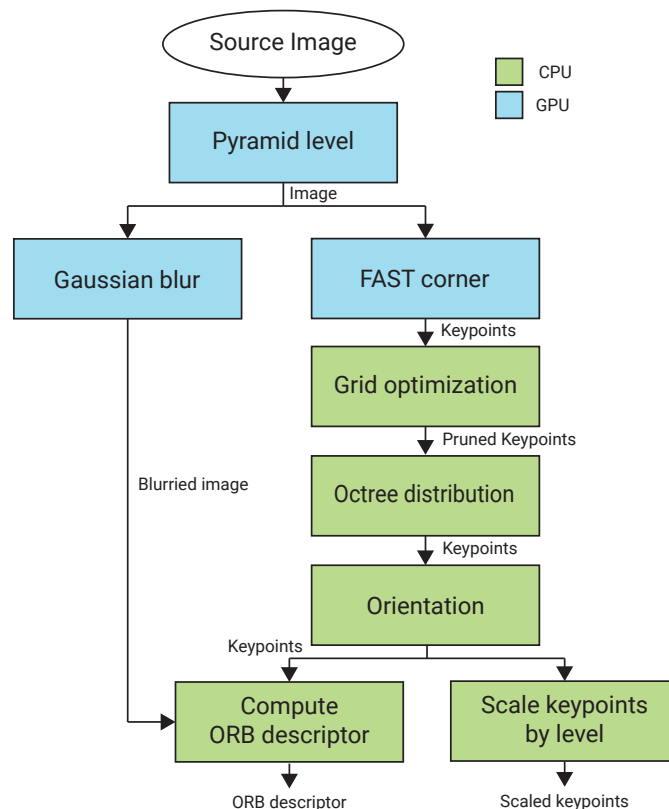 Source Image
CPU
GPU
Pyramid level
Image
Gaussian blur
FAST corner
Keypoints
Grid optimization
Pruned Keypoints
Blurried image
Octree distribution
Keypoints
Orientation
Keypoints
Compute
ORB descriptor
Scale keypoints
by level
ORB descriptor
Scaled keypoints